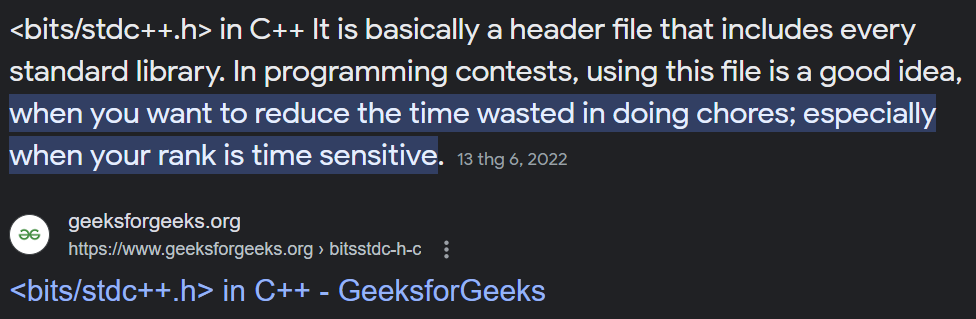 <bits/stdc++.h> in C++ It is basically a header file that includes every
standard library. In programming contests, using this file is a good idea,
when you want to reduce the time wasted in doing chores; especially
when your rank is time sensitive. 13 thg 6, 2022
geeksforgeeks.org
https://www.geeksforgeeks.org › bitsstdc-h-c
<bits/stdc++.h> in C++ - GeeksforGeeks